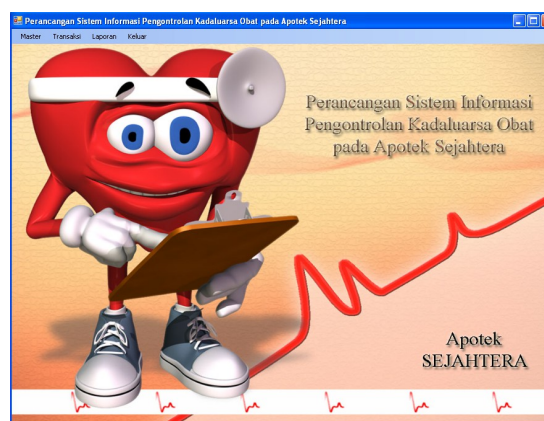 Perancangan Sistem Informasi Pengontrolan Kadaluarsa Obat pada Apotek Sejahtera
Master Transaksi Laporan Keluar
Perancangan Sistem Informasi
Pengontrolan Kadaluarsa Obat
pada Apotek Sejahtera
Apotek
SEJAHTERA